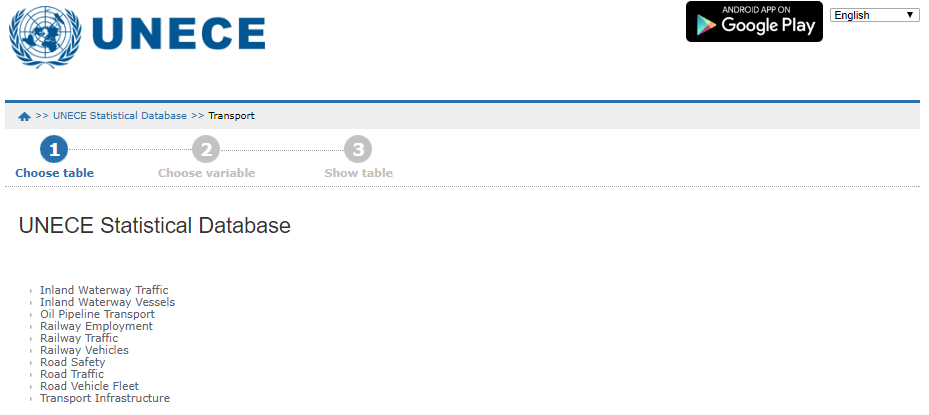 UNECE
ANDROID APP ON
Google Play
English
>> UNECE Statistical Database >> Transport
1 2 3
Choose table Choose variable Show table
UNECE Statistical Database
Inland Waterway Traffic
Inland Waterway Vessels
Oil Pipeline Transport
Railway Employment
Railway Traffic
Railway Vehicles
Road Safety
Road Traffic
Road Vehicle Fleet
Transport Infrastructure